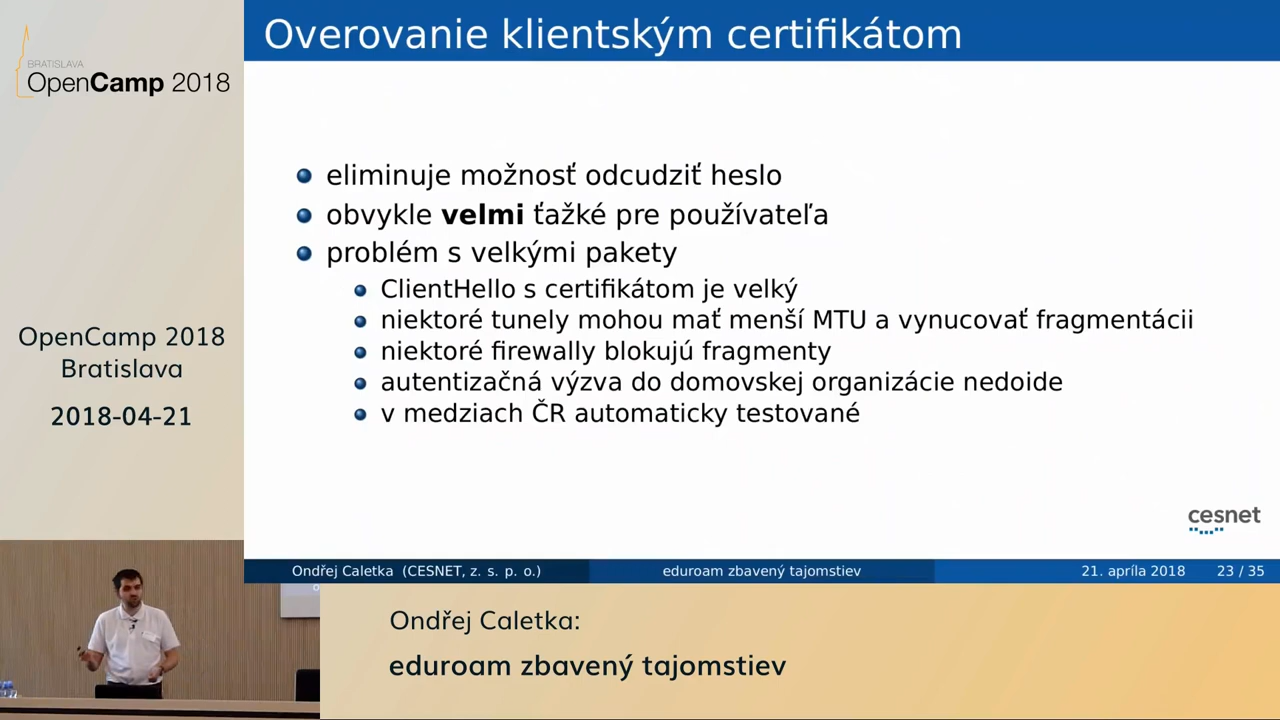 BRATISLAVA
OpenCamp 2018
OpenCamp 2018
Bratislava
2018-04-21
Overovanie klientským certifikátom
eliminuje možnosť odcudziť heslo
obvykle velmi ťažké pre používateľa
problém s velkými pakety
ClientHello s certifikátom je velký
niektoré tunely mohou mať menší MTU a vynucovať fragmentácii
niektoré firewally blokujú fragmenty
autentizačná výzva do domovskej organizácie nedoide
v medziach ČR automaticky testované
cesnet
Ondřej Caletka (CESNET, z. s. p. o.)
eduroam zbavený tajomstiev
21. apríla 2018
23 / 35
Ondřej Caletka:
eduroam zbavený tajomstiev